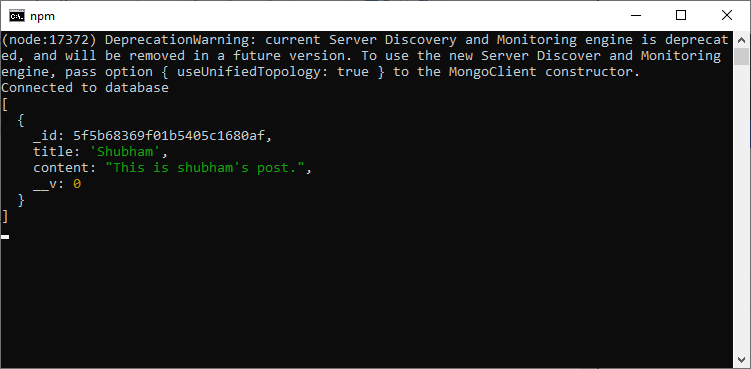 npm
(node:17372) DeprecationWarning: current Server Discovery and Monitoring engine is deprecat
ed, and will be removed in a future version. To use the new Server Discover and Monitoring
engine, pass option { useUnifiedTopology: true } to the MongoClient constructor.
Connected to database
[
  {
    _id: 5f5b68369f01b5405c1680af,
    title: 'Shubham',
    content: "This is shubham's post.",
    __v: 0
  }
]